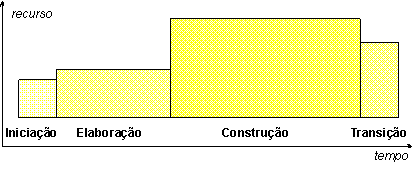 recurso
Iniciação Elaboração Construção Transição
tempo